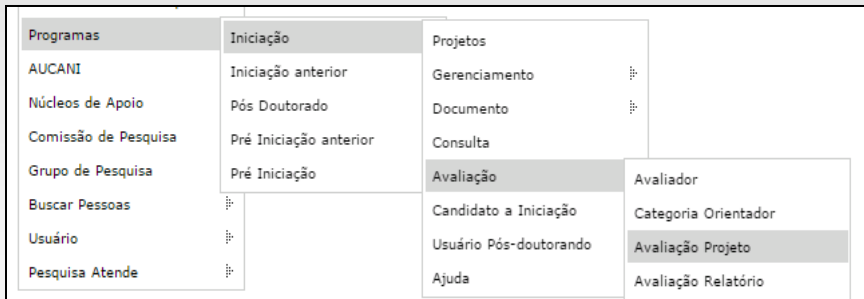 Programas
AUCANI
Núcleos de Apoio
Comissão de Pesquisa
Grupo de Pesquisa
Buscar Pessoas
Usuário
Pesquisa Atende
Iniciação
Iniciação anterior
Pós Doutorado
Pré Iniciação anterior
Pré Iniciação
Projetos
Gerenciamento
Documento
Consulta
Avaliação
Candidato a Iniciação
Usuário Pós-doutorando
Ajuda
Avaliador
Categoria Orientador
Avaliação Projeto
Avaliação Relatório